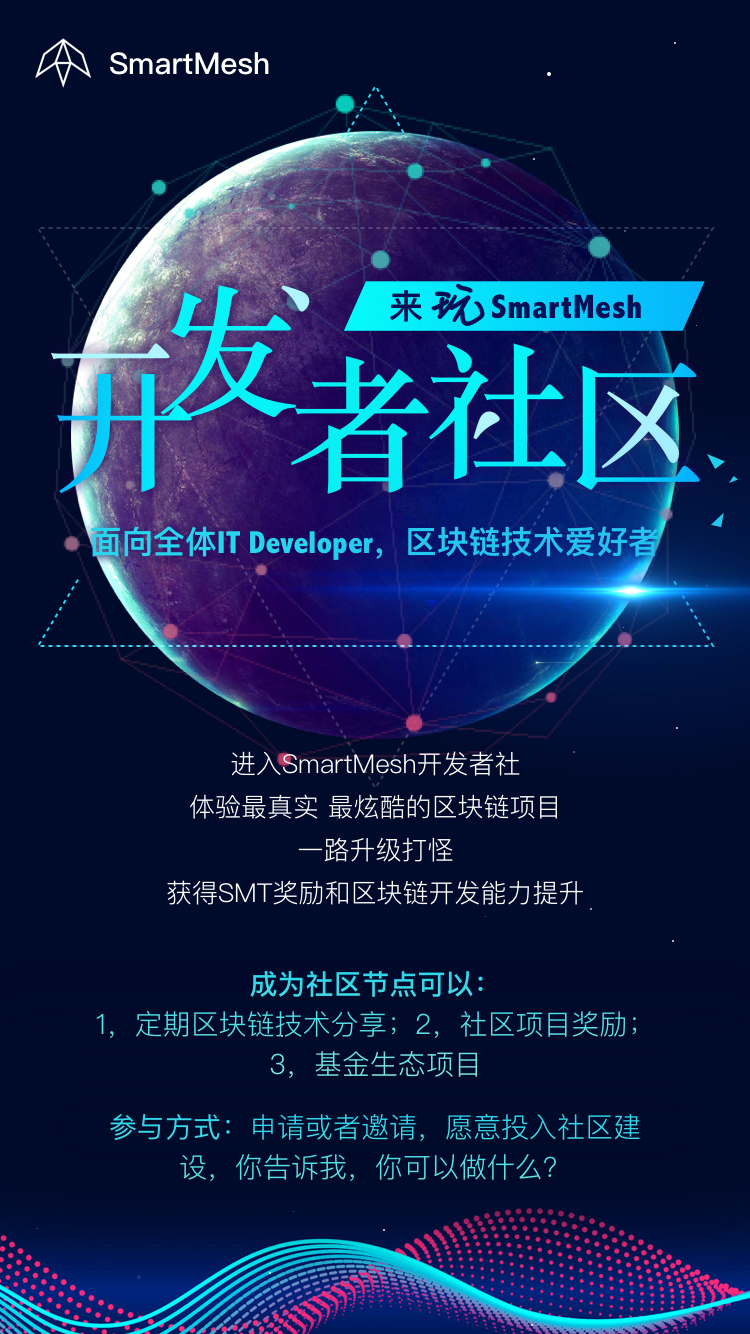 SmartMesh
来玩SmartMesh
开发者社区
面向全体IT Developer，区块链技术爱好者
进入SmartMesh开发者社
体验最真实 最炫酷的区块链项目
一路升级打怪
获得SMT奖励和区块链开发能力提升
成为社区节点可以：
1，定期区块链技术分享；2，社区项目奖励；
3，基金生态项目
参与方式：申请或者邀请，愿意投入社区建
设，你告诉我，你可以做什么？